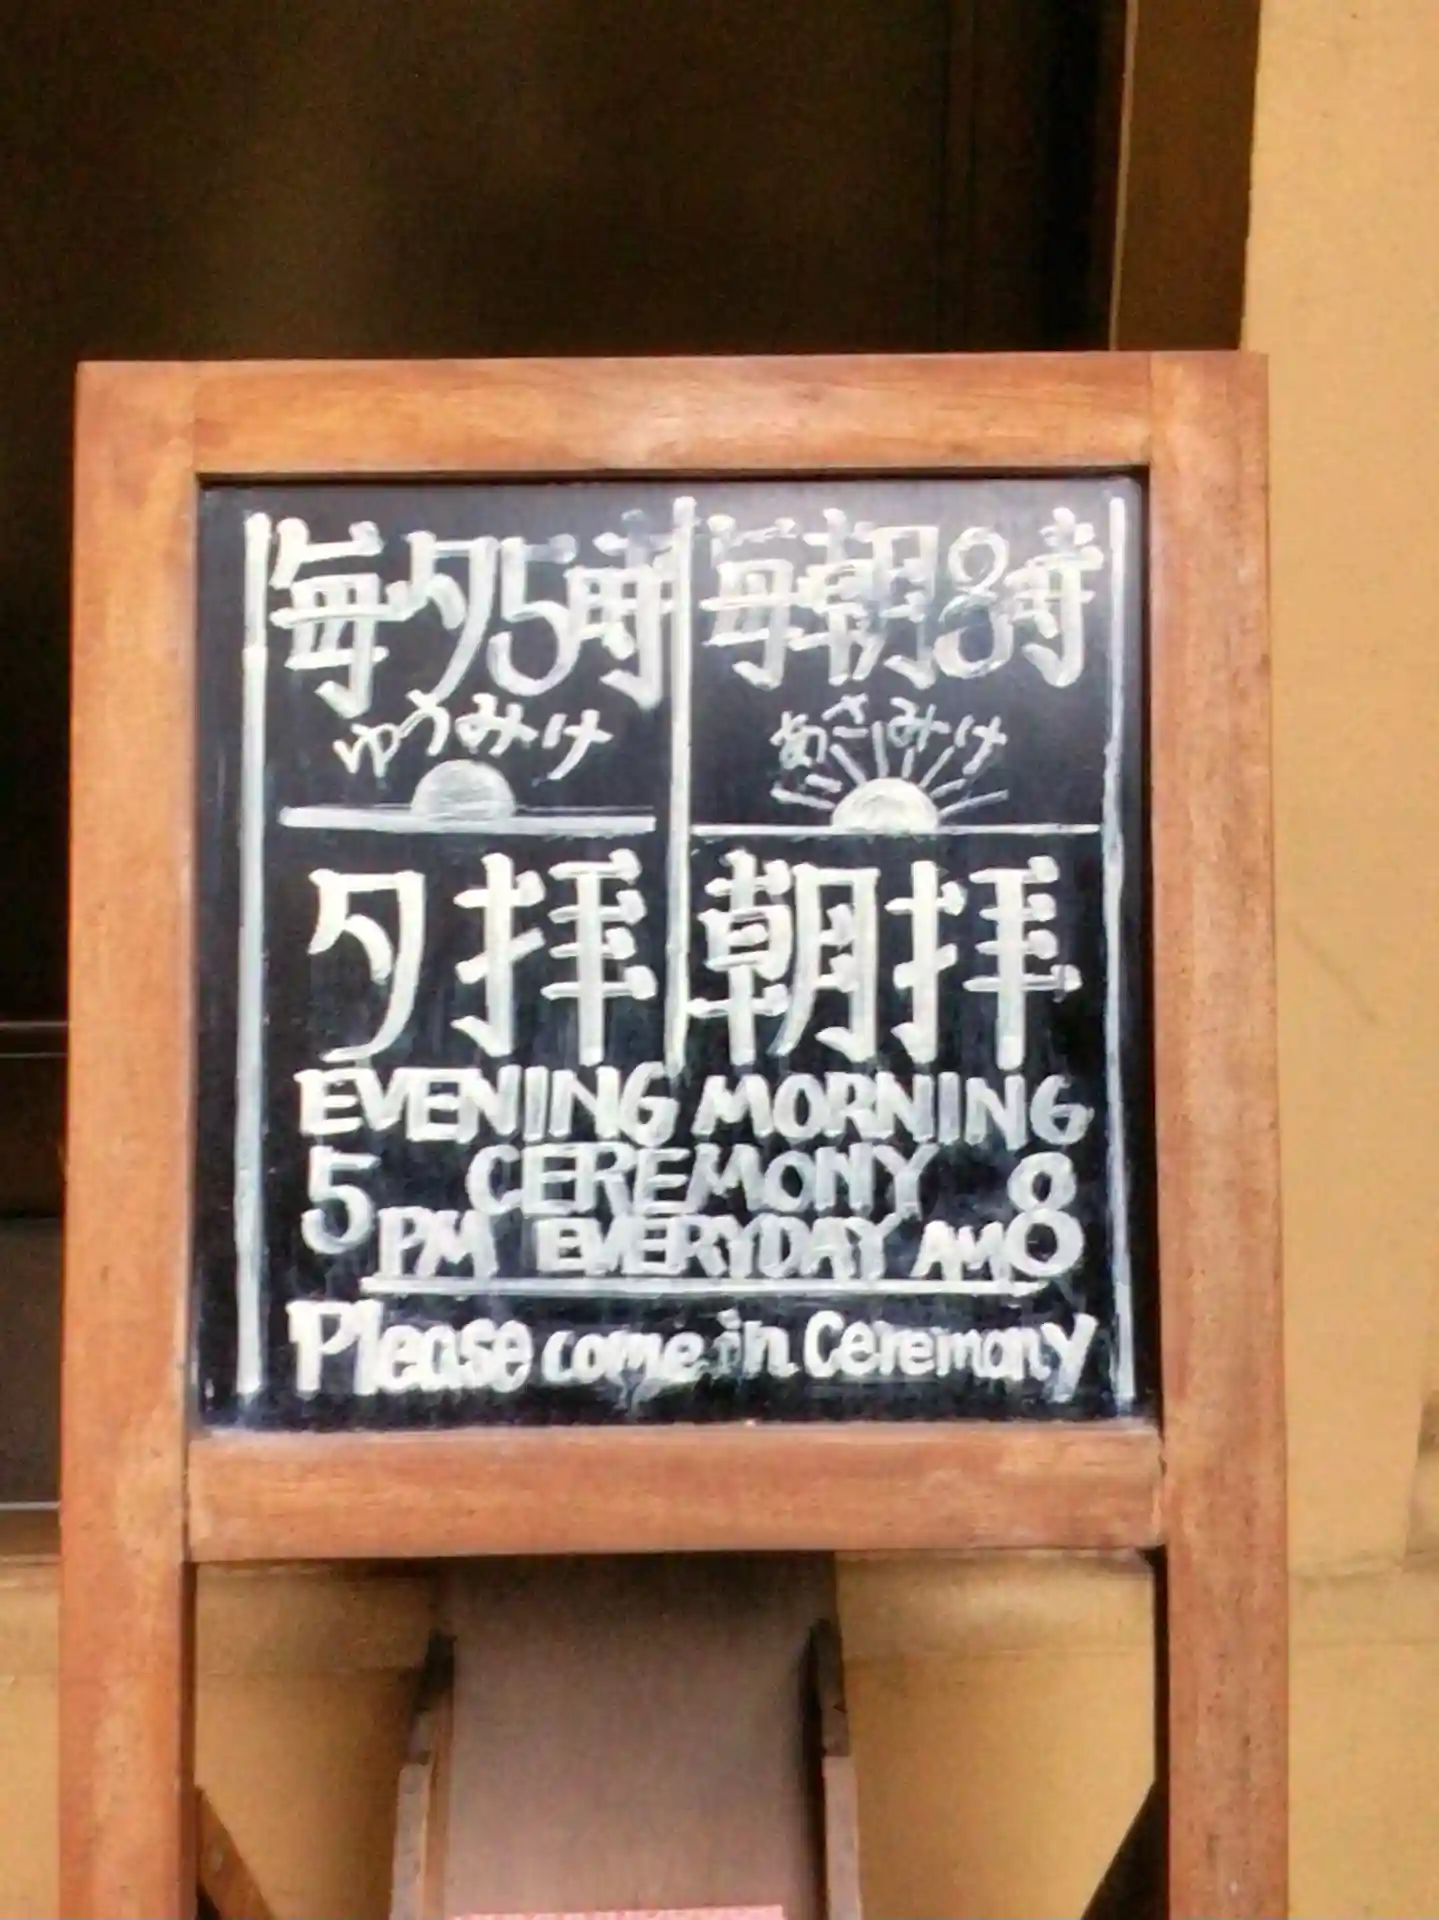 毎夕5時 毎朝8時
ゆうみけ あさみけ
夕拝 朝拝
EVENING MORNING
5 CEREMONY 8
PM EVERYDAY AM
Please come in Ceremony